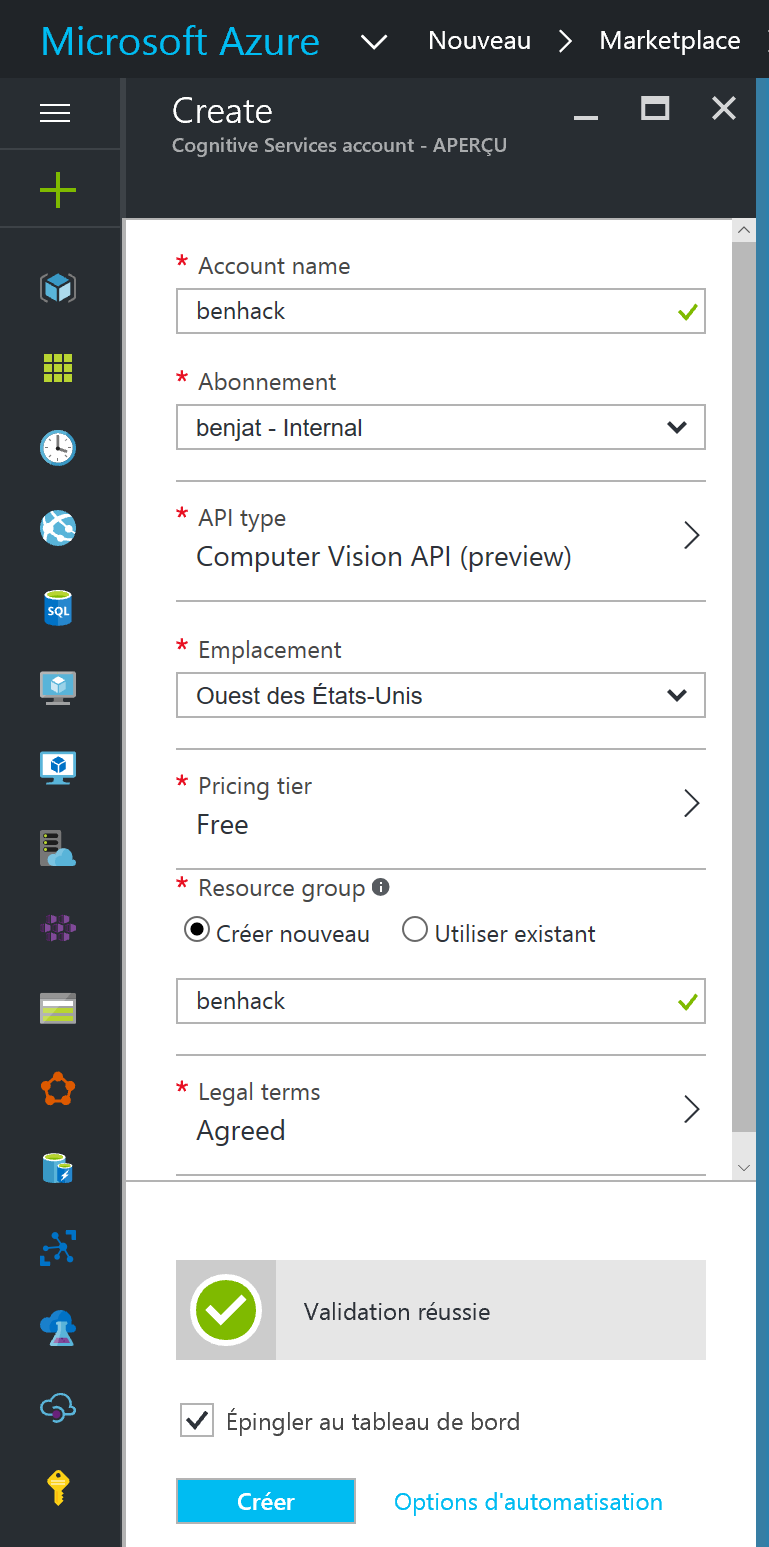 Microsoft Azure Nouveau Marketplace
Create
Cognitive Services account - APERÇU
* Account name
benhack
* Abonnement
benjat - Internal
* API type
Computer Vision API (preview)
* Emplacement
Ouest des États-Unis
* Pricing tier
Free
* Resource group
Créer nouveau Utiliser existant
benhack
* Legal terms
Agreed
Validation réussie
Épingler au tableau de bord
Créer Options d'automatisation
SQL